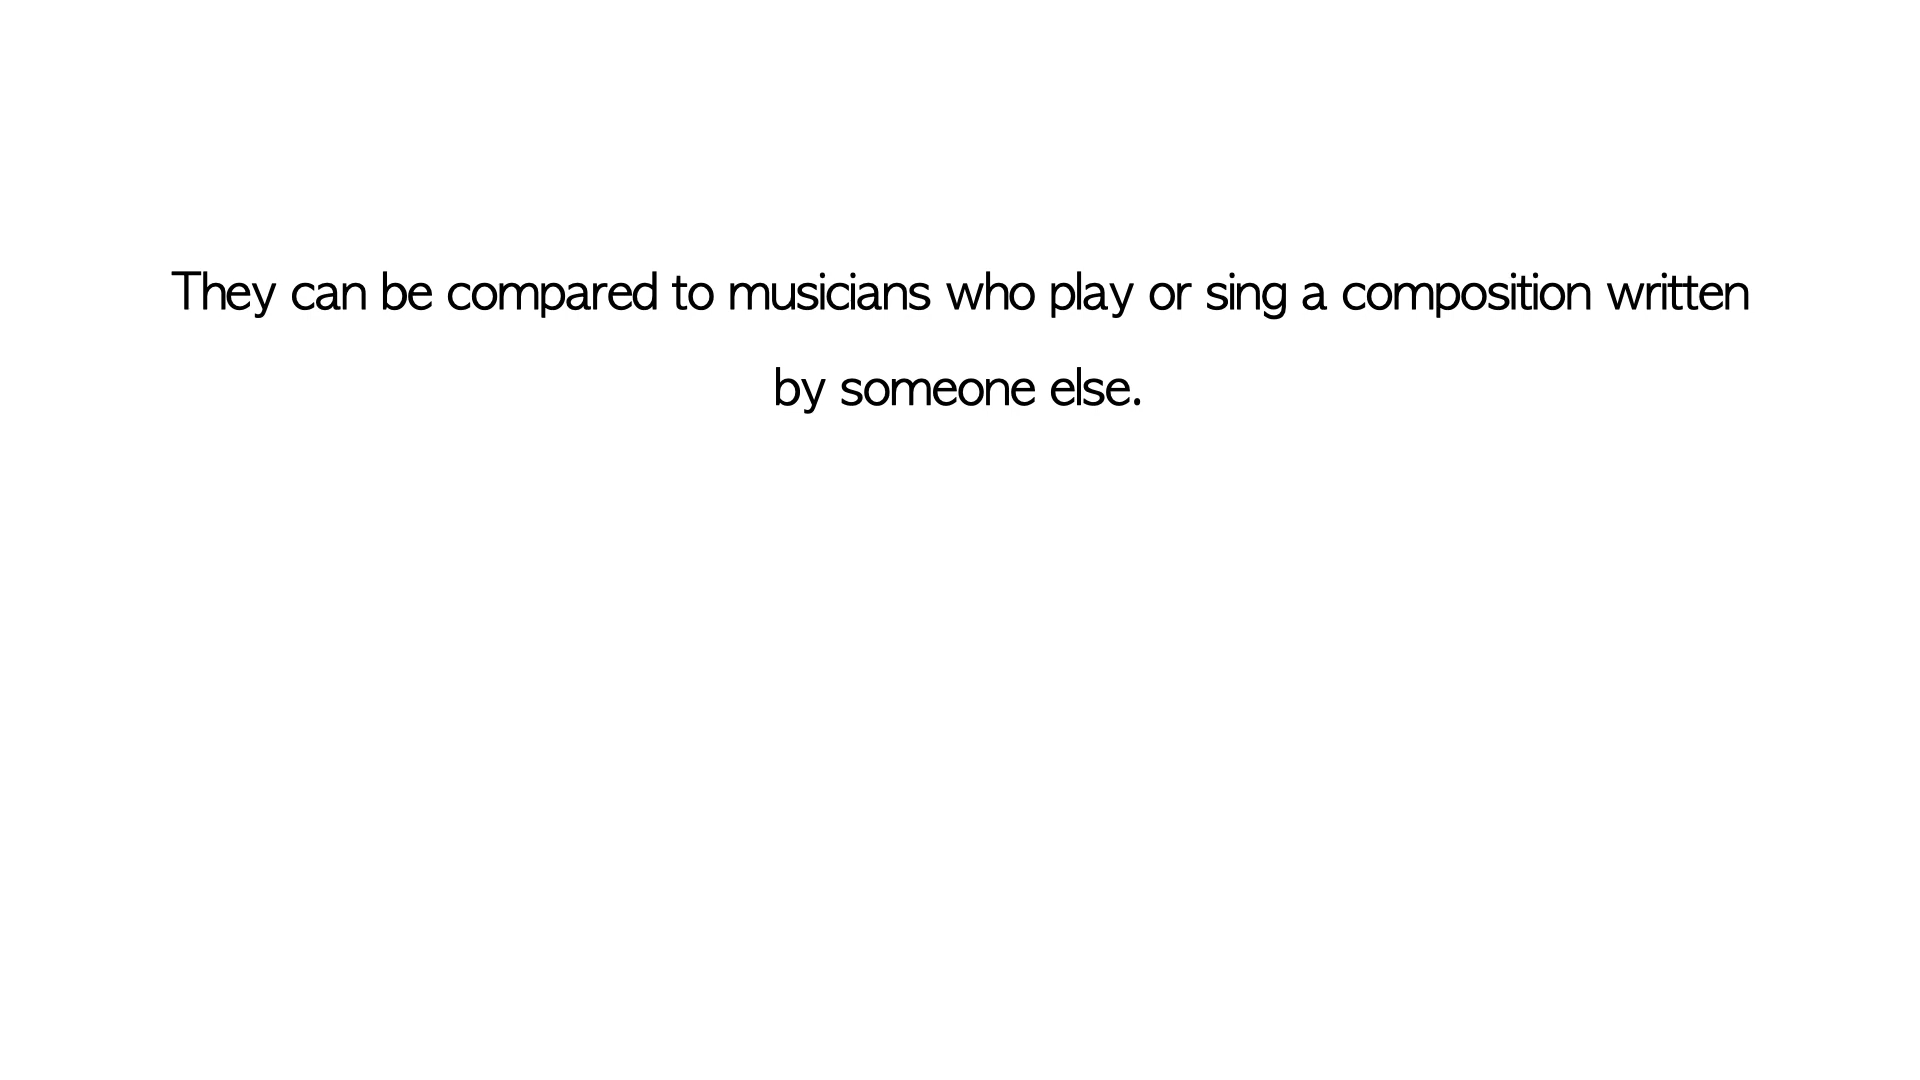 They can be compared to musicians who play or sing a composition written
by someone else.